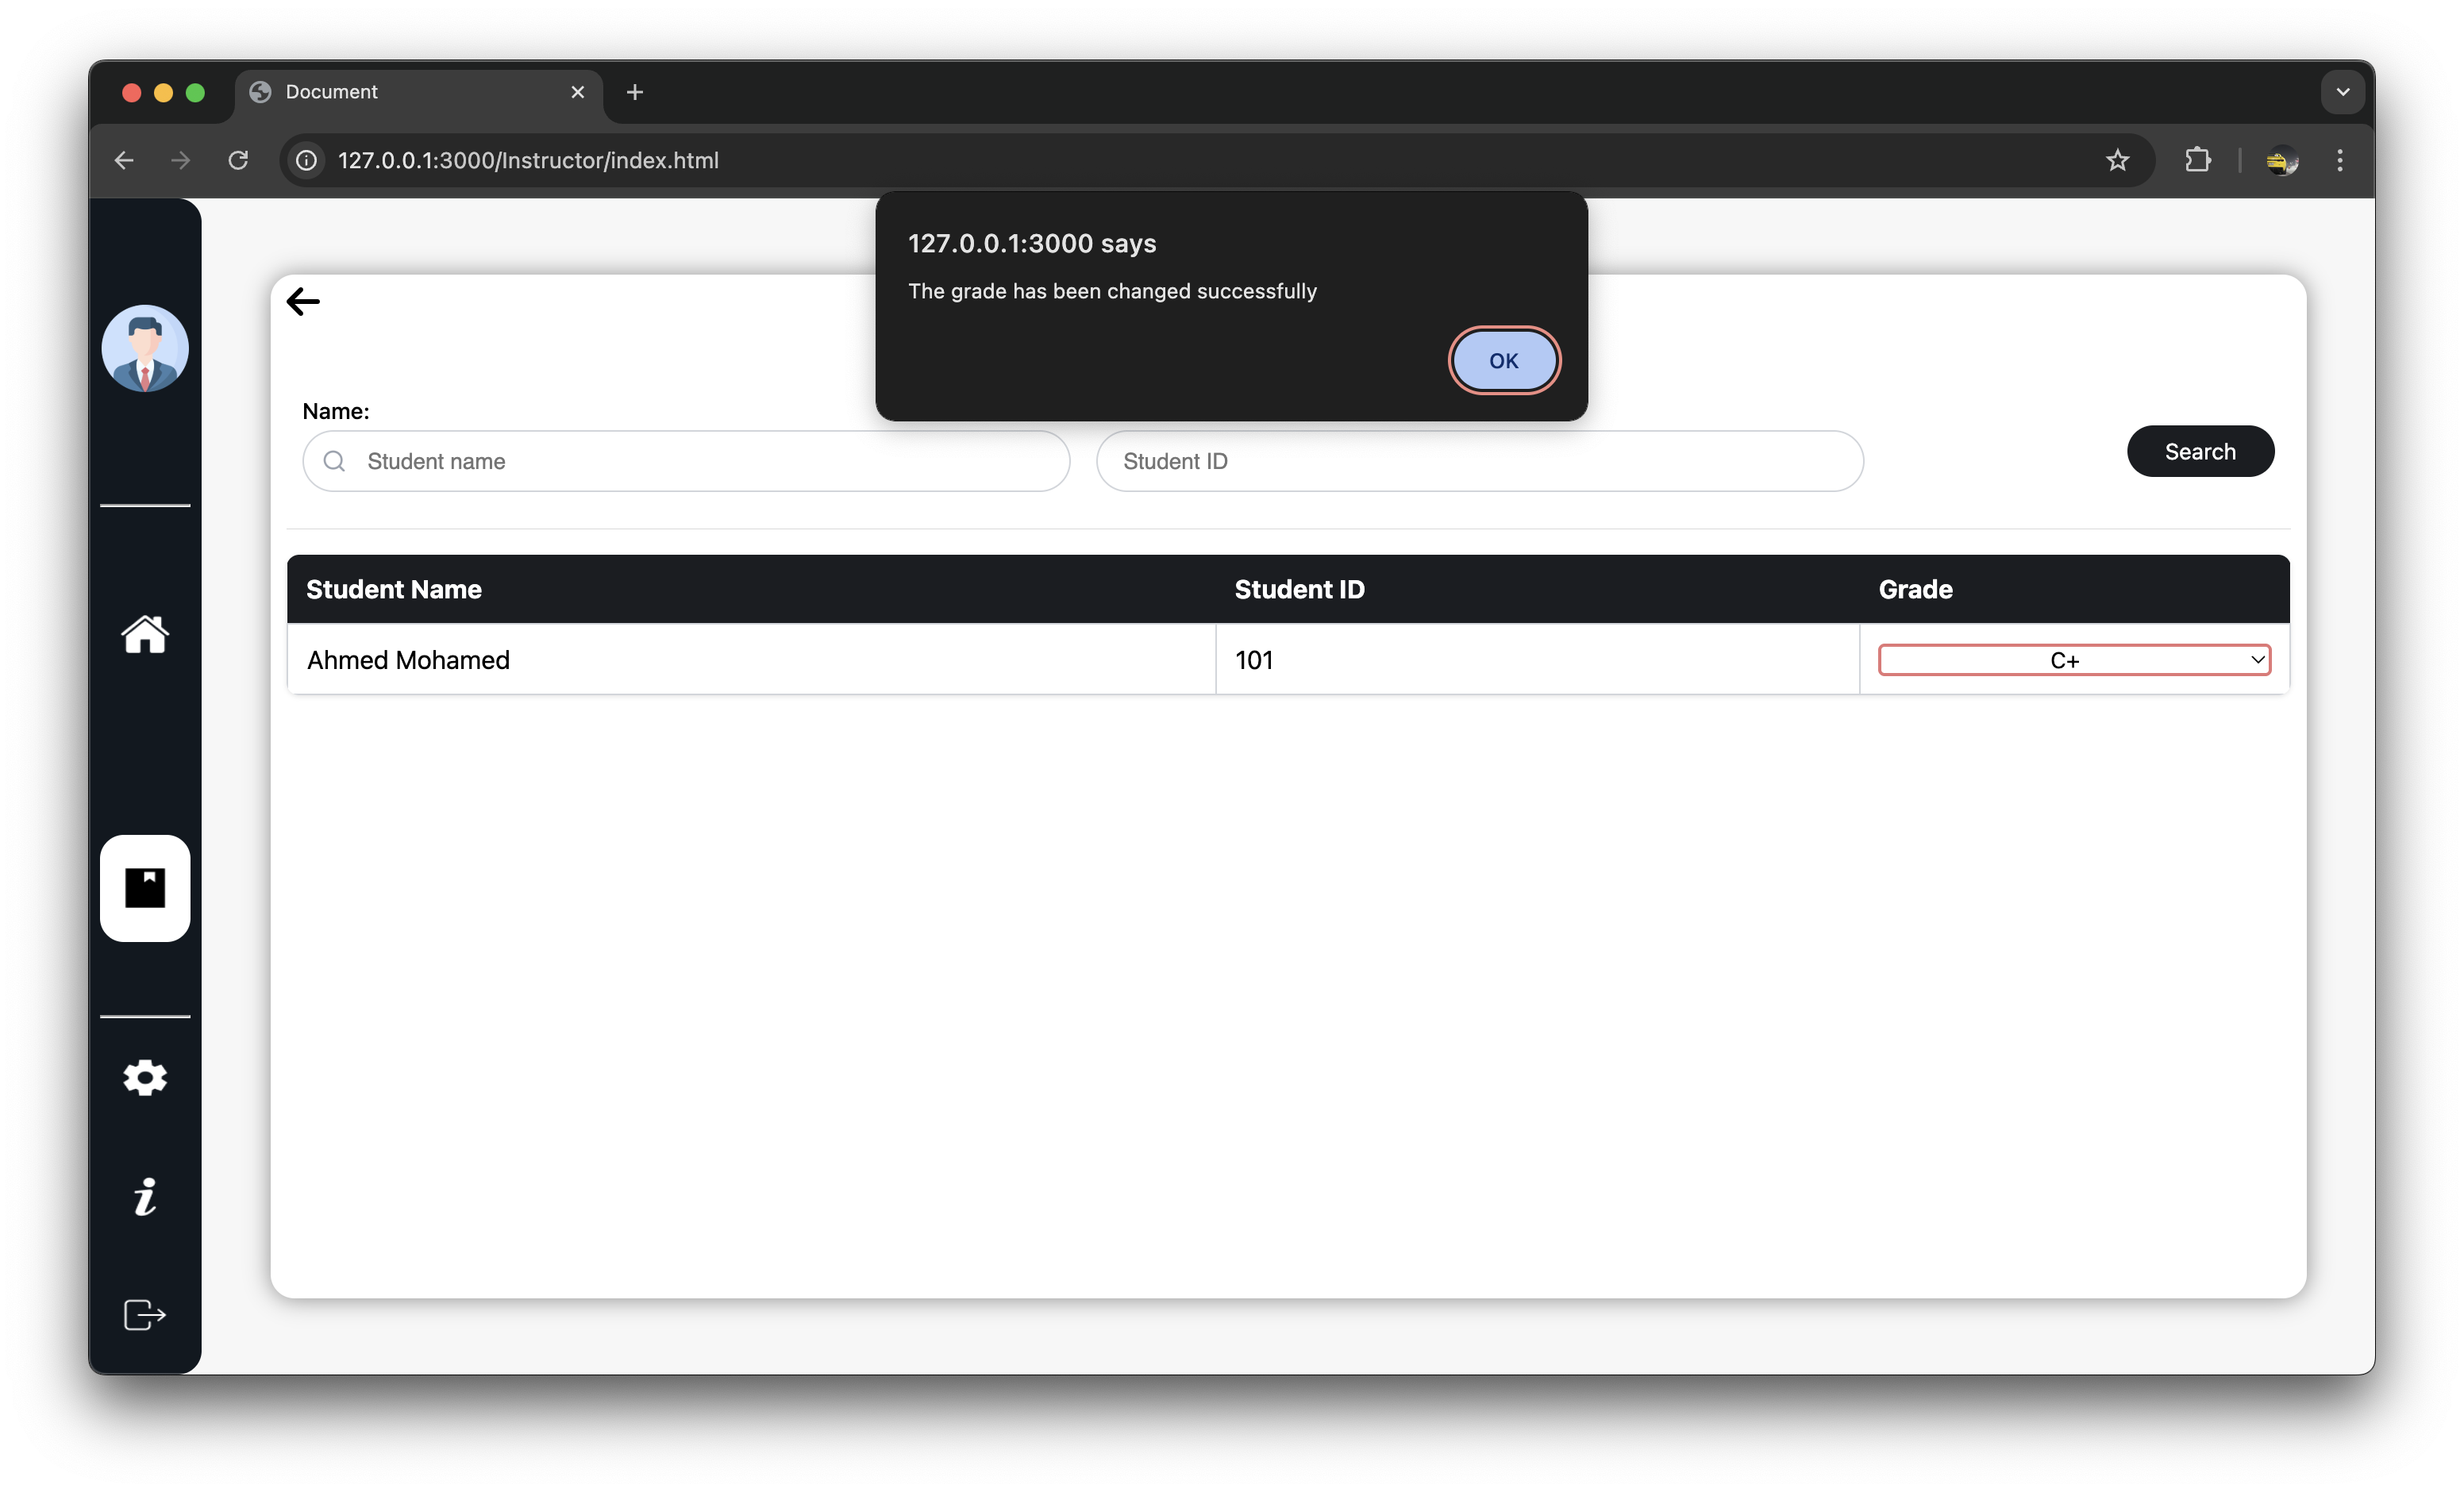 Document
127.0.0.1:3000/Instructor/index.html
127.0.0.1:3000 says
The grade has been changed successfully
OK
Name:
Student name
Student ID
Search
Student Name Student ID Grade
Ahmed Mohamed 101 C+